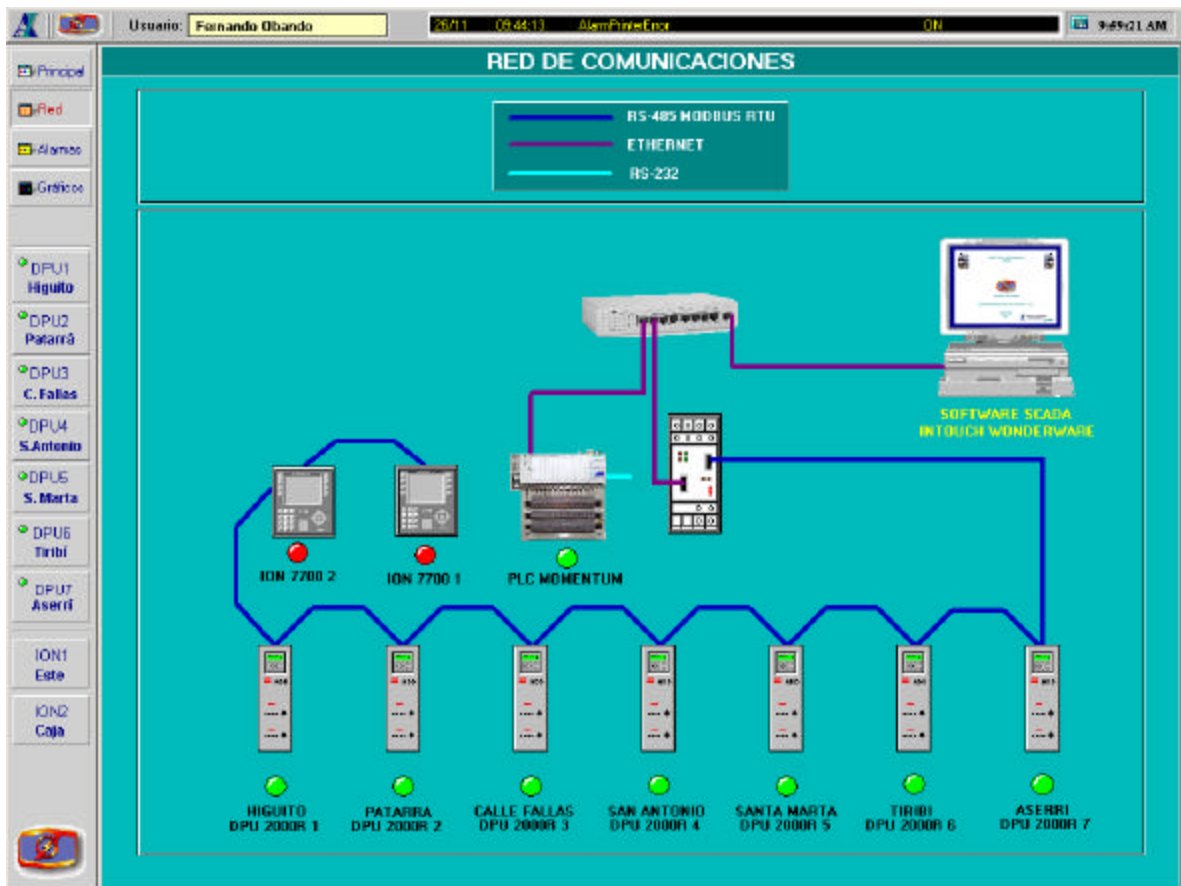 Usuario: Fernando Obando
26/11 09:44:13 AlarmPrinterError ON
9:49:21 AM
RED DE COMUNICACIONES
Principal
Red
Alarmas
Gráficos
RS-485 MODBUS RTU
ETHERNET
RS-232
DPU1
Higuito
DPU2
Patarrá
DPU3
C. Fallas
DPU4
S.Antonio
DPU5
S. Marta
DPU6
Tiribí
DPU7
Aserrí
ION1
Este
ION2
Caja
SOFTWARE SCADA
INTOUCH WONDERWARE
ION 7700 2
ION 7700 1
PLC MOMENTUM
HIGUITO
DPU 2000R 1
PATARRA
DPU 2000R 2
CALLE FALLAS
DPU 2000R 3
SAN ANTONIO
DPU 2000R 4
SANTA MARTA
DPU 2000R 5
TIRIBI
DPU 2000R 6
ASERRI
DPU 2000R 7